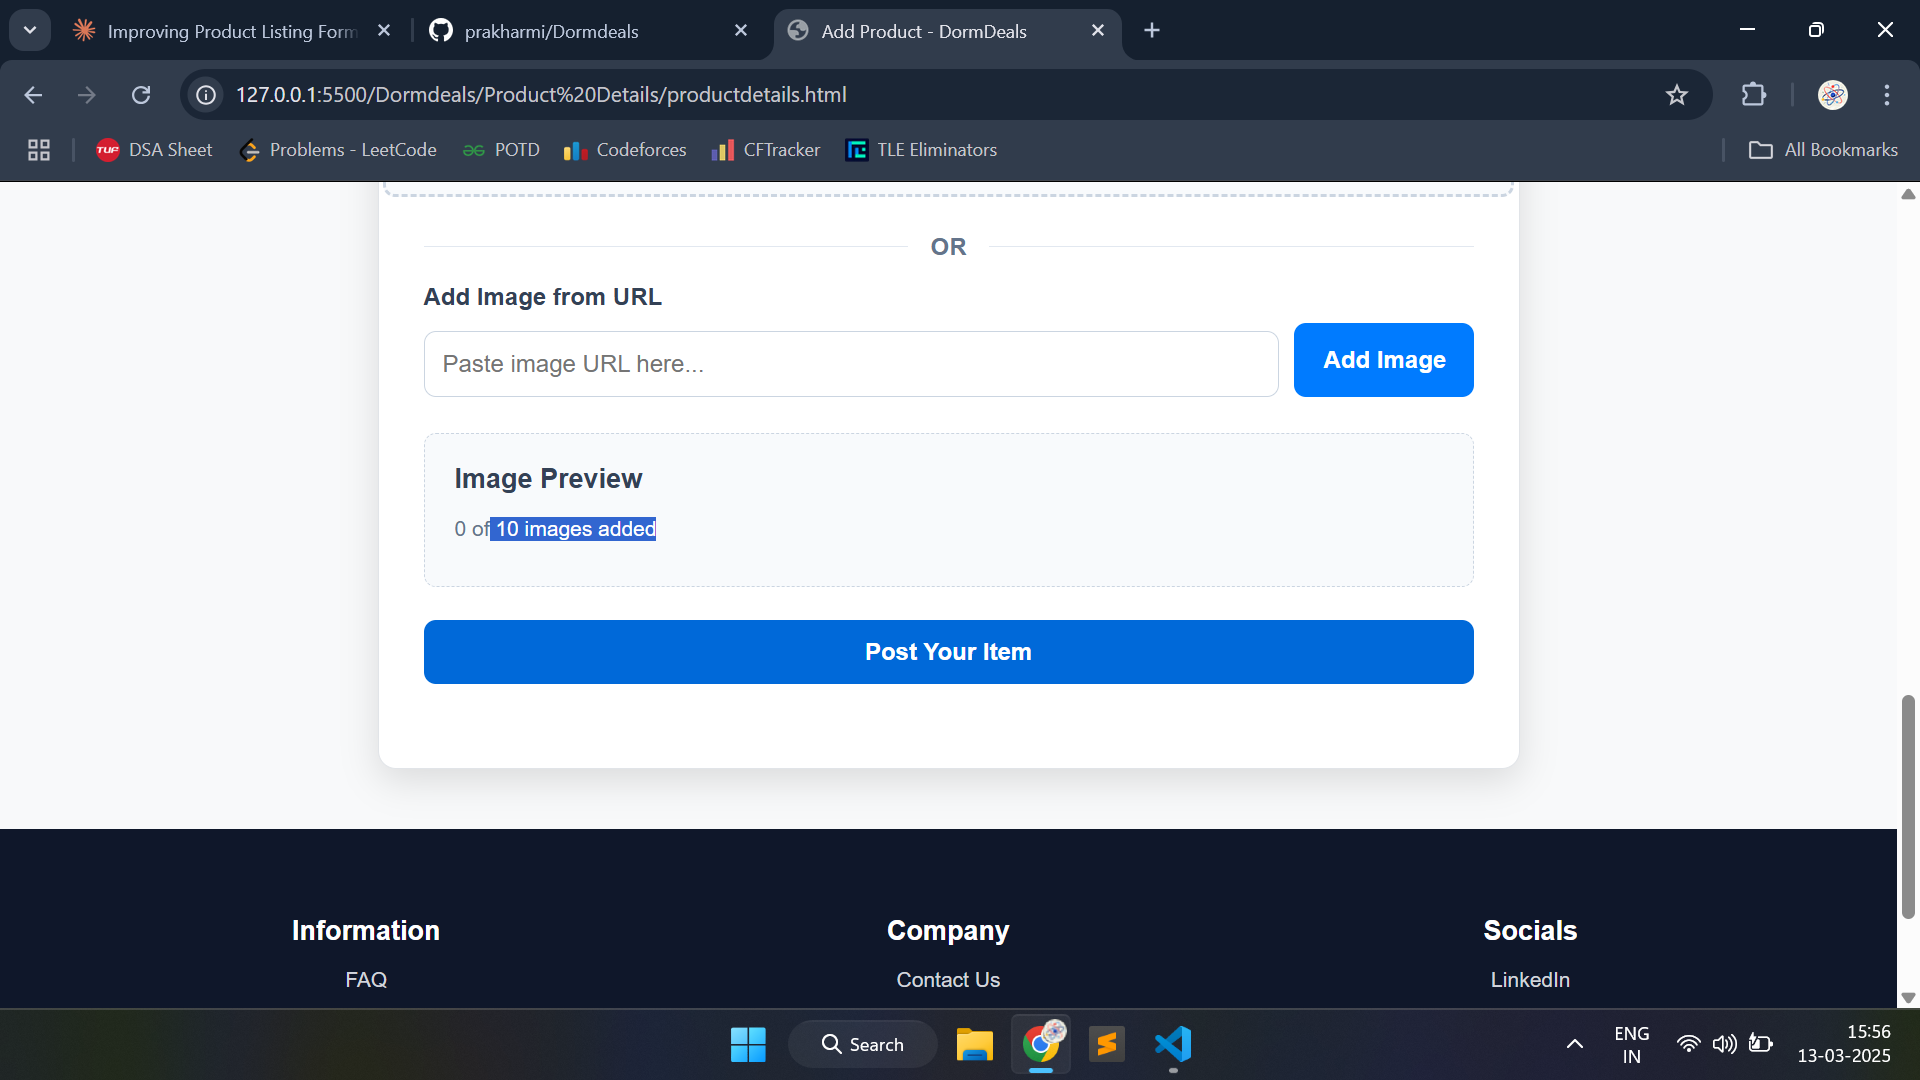 Improving Product Listing Form
prakharmi/Dormdeals
Add Product - DormDeals
127.0.0.1:5500/Dormdeals/Product%20Details/productdetails.html
TUF DSA Sheet
Problems - LeetCode
POTD
Codeforces
CFTracker
TLE Eliminators
All Bookmarks
OR
Add Image from URL
Paste image URL here...
Add Image
Image Preview
0 of 10 images added
Post Your Item
Information
Company
Socials
FAQ
Contact Us
LinkedIn
Search
ENG
IN
15:56
13-03-2025